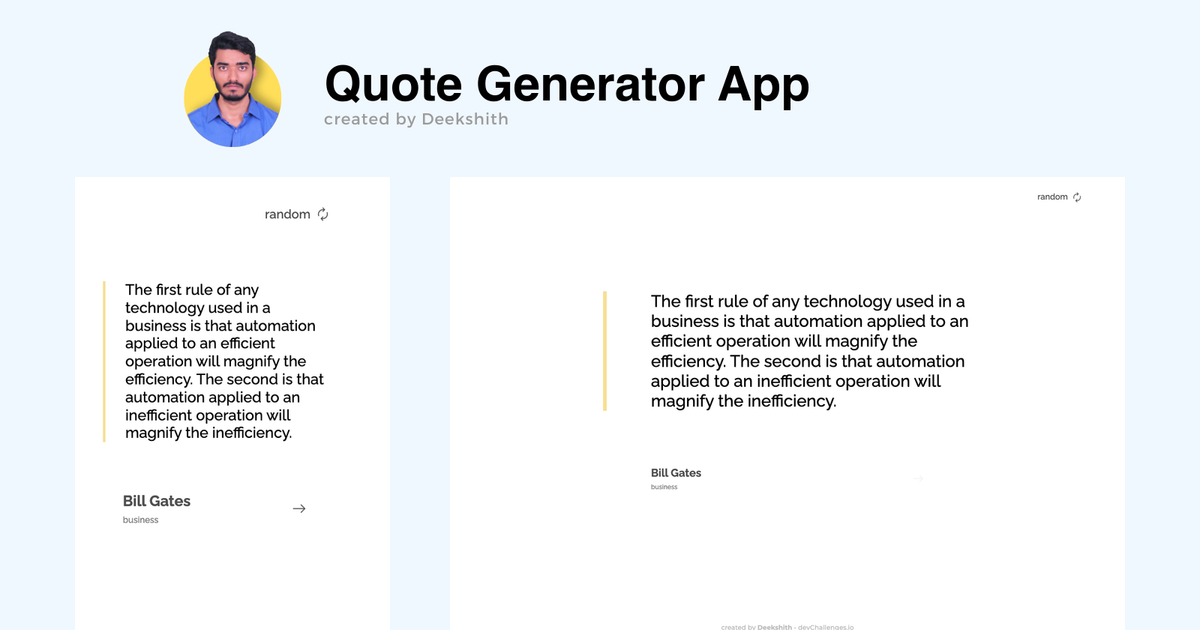 Quote Generator App
created by Deekshith
random
The first rule of any
technology used in a
business is that automation
applied to an efficient
operation will magnify the
efficiency. The second is that
automation applied to an
inefficient operation will
magnify the inefficiency.
Bill Gates
business
random
The first rule of any technology used in a
business is that automation applied to an
efficient operation will magnify the
efficiency. The second is that automation
applied to an inefficient operation will
magnify the inefficiency.
Bill Gates
business
created by Deekshith - devChallenges.io